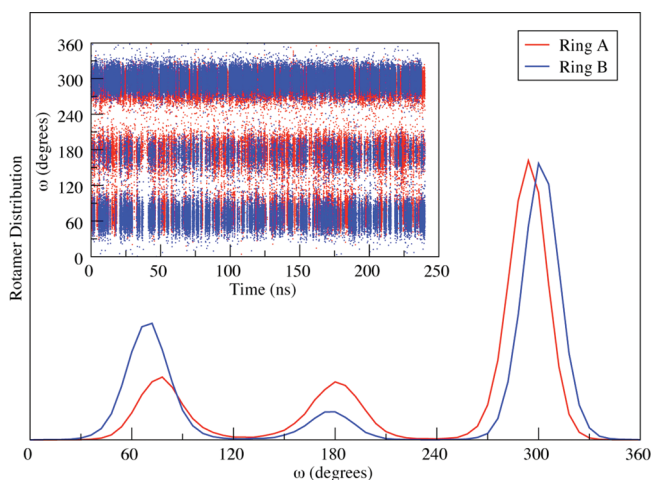 Ring A
Ring B
Rotamer Distribution
ω (degrees)
360
300
240
180
120
60
0
0 50 100 150 200 250
Time (ns)
0 60 120 180 240 300 360
ω (degrees)